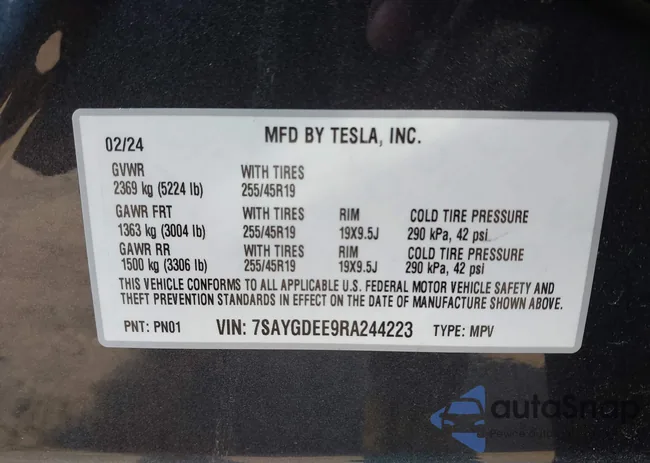 02/24 MFD BY TESLA, INC.
GVWR WITH TIRES
2369 kg (5224 lb) 255/45R19
GAWR FRT WITH TIRES RIM COLD TIRE PRESSURE
1363 kg (3004 lb) 255/45R19 19X9.5J 290 kPa, 42 psi
GAWR RR WITH TIRES RIM COLD TIRE PRESSURE
1500 kg (3306 lb) 255/45R19 19X9.5J 290 kPa, 42 psi
THIS VEHICLE CONFORMS TO ALL APPLICABLE U.S. FEDERAL MOTOR VEHICLE SAFETY AND
THEFT PREVENTION STANDARDS IN EFFECT ON THE DATE OF MANUFACTURE SHOWN ABOVE.
PNT: PN01 VIN: 7SAYGDEE9RA244223 TYPE: MPV
autoSnap